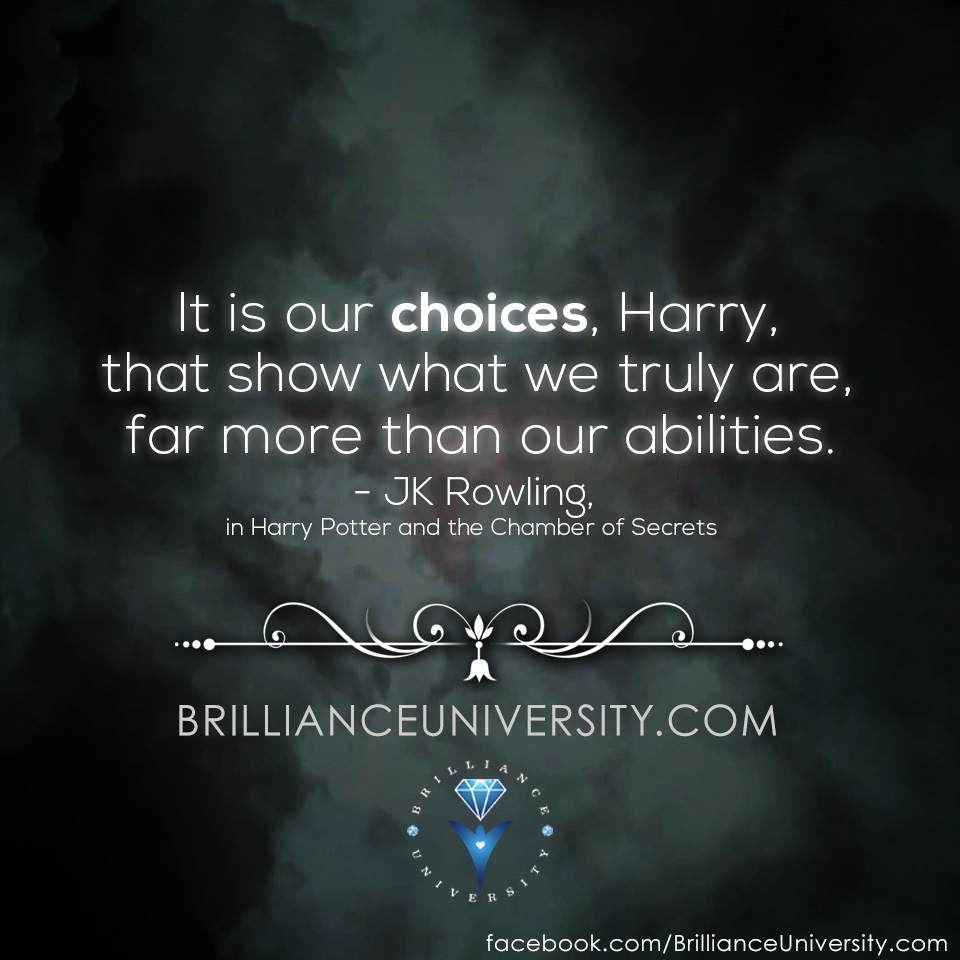 It is our choices, Harry,
that show what we truly are,
far more than our abilities.
- JK Rowling,
in Harry Potter and the Chamber of Secrets
BRILLIANCEUNIVERSITY.COM
BRILLIANCE
UNIVERSITY
facebook.com/BrillianceUniversity.com